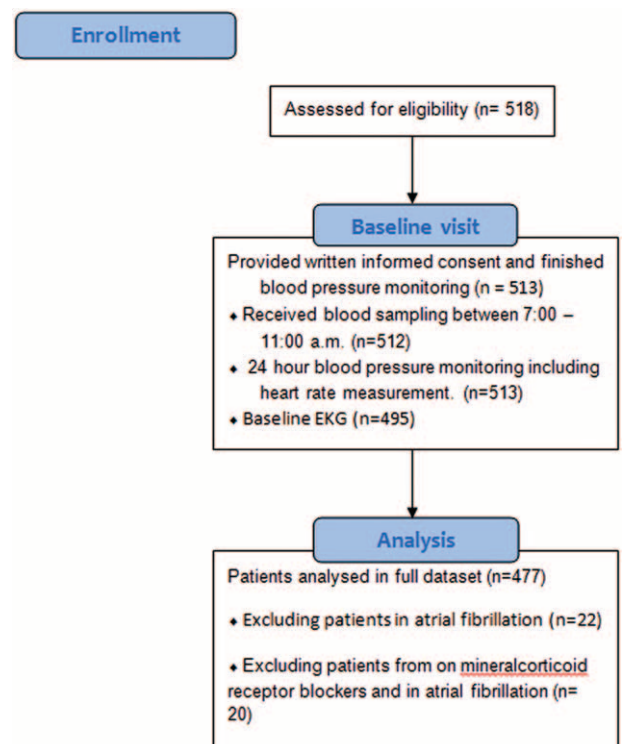 Enrollment
Assessed for eligibility (n= 518)
Baseline visit
Provided written informed consent and finished
blood pressure monitoring (n = 513)
⬥ Received blood sampling between 7:00 –
11:00 a.m. (n=512)
⬥ 24 hour blood pressure monitoring including
heart rate measurement. (n=513)
⬥ Baseline EKG (n=495)
Analysis
Patients analysed in full dataset (n=477)
⬥ Excluding patients in atrial fibrillation (n=22)
⬥ Excluding patients from on mineralcorticoid
receptor blockers and in atrial fibrillation (n=
20)